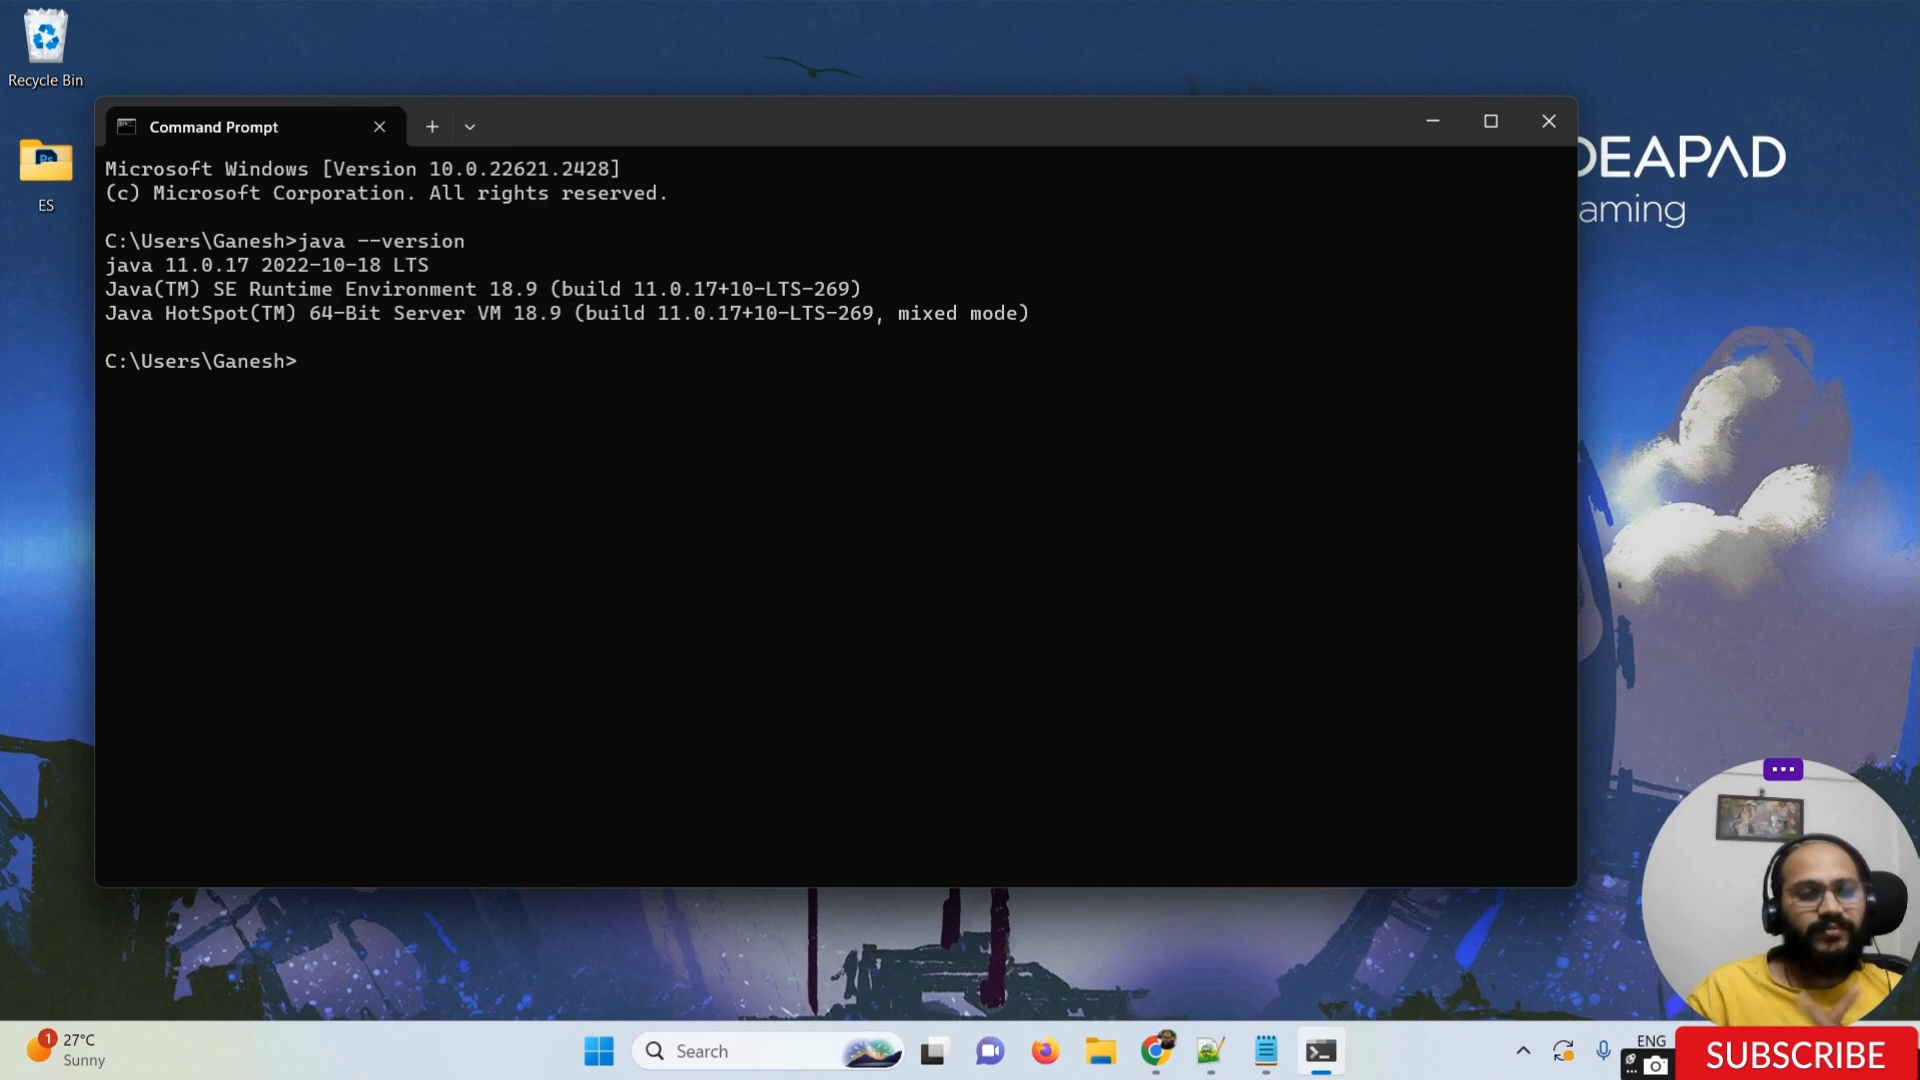 Recycle Bin
ES
Command Prompt
Microsoft Windows [Version 10.0.22621.2428]
(c) Microsoft Corporation. All rights reserved.
C:\Users\Ganesh>java --version
java 11.0.17 2022-10-18 LTS
Java(TM) SE Runtime Environment 18.9 (build 11.0.17+10-LTS-269)
Java HotSpot(TM) 64-Bit Server VM 18.9 (build 11.0.17+10-LTS-269, mixed mode)
C:\Users\Ganesh>
DEAPAD
aming
1
27°C
Sunny
Search
ENG
SUBSCRIBE